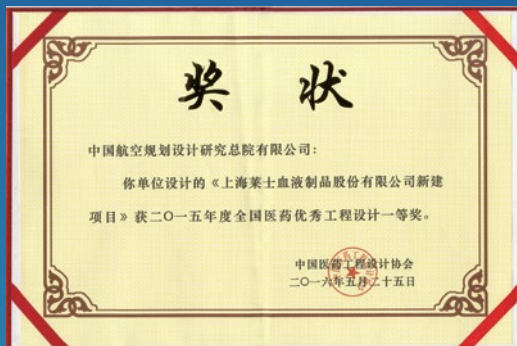 奖 状
中国航空规划设计研究总院有限公司：
你单位设计的《上海莱士血液制品股份有限公司新建
项目》获二〇一五年度全国医药优秀工程设计一等奖。
中国医药工程设计协会
二〇一六年五月二十五日